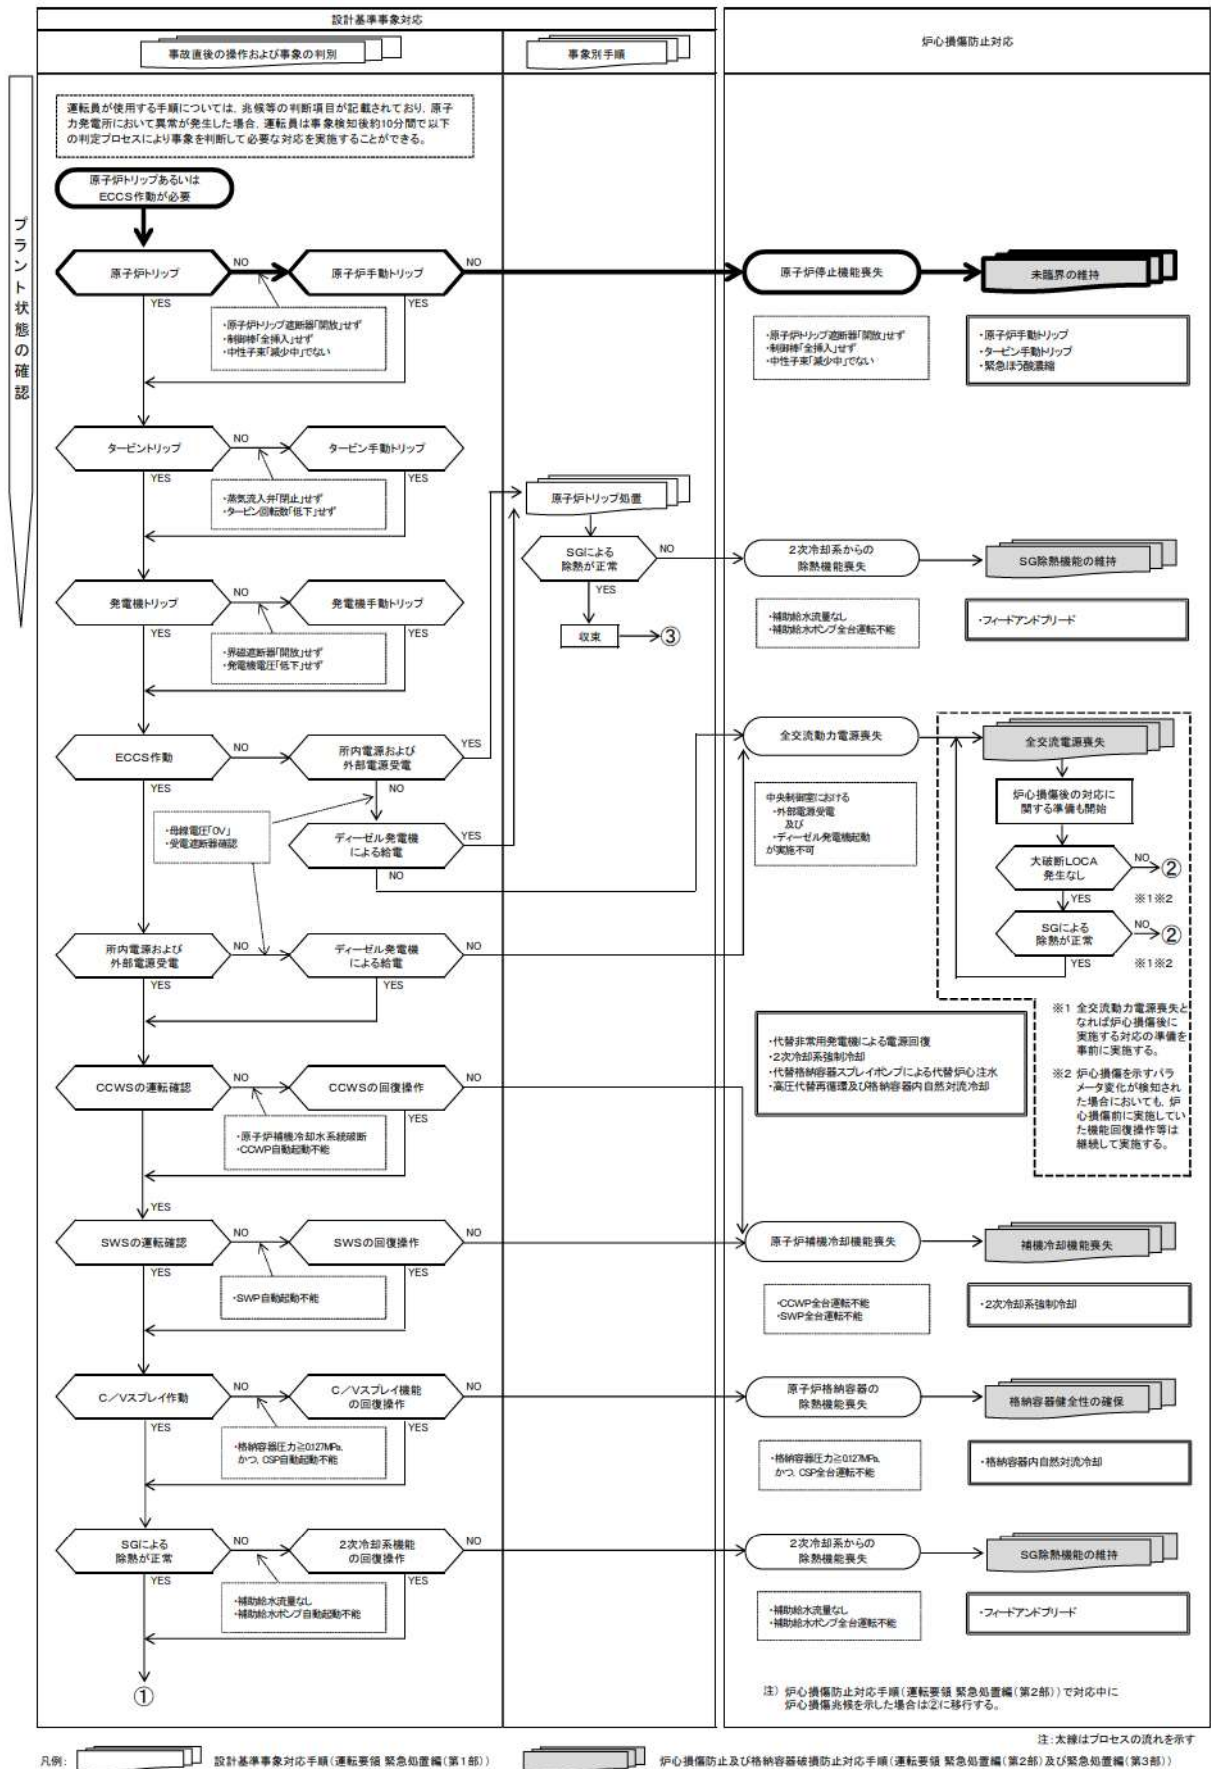 設計基準事象対応
炉心損傷防止対応
事故直後の操作および事象の判別
事象別手順
プラント状態の確認
運転員が使用する手順については、兆候等の判断項目が記載されており、原子
力発電所において異常が発生した場合、運転員は事象検知後約10分間で以下
の判定プロセスにより事象を判断して必要な対応を実施することができる。
原子炉トリップあるいは
ECCS作動が必要
原子炉トリップ
NO
原子炉手動トリップ
NO
原子炉停止機能喪失
未臨界の維持
YES
YES
・原子炉トリップ遮断器「開放」せず
・制御棒「全挿入」せず
・中性子束「減少中」でない
・原子炉トリップ遮断器「開放」せず
・制御棒「全挿入」せず
・中性子束「減少中」でない
・原子炉手動トリップ
・タービン手動トリップ
・緊急ほう酸濃縮
タービントリップ
NO
タービン手動トリップ
YES
YES
・蒸気流入弁「閉止」せず
・タービン回転数「低下」せず
原子炉トリップ処置
SGによる
除熱が正常
NO
2次冷却系からの
除熱機能喪失
SG除熱機能の維持
YES
収束
③
・補助給水流量なし
・補助給水ポンプ全台運転不能
・フィードアンドブリード
発電機トリップ
NO
発電機手動トリップ
YES
YES
・界磁遮断器「開放」せず
・発電機電圧「低下」せず
ECCS作動
NO
所内電源および
外部電源受電
YES
全交流動力電源喪失
全交流電源喪失
YES
NO
・母線電圧「0V」
・受電遮断器確認
ディーゼル発電機
による給電
YES
NO
中央制御室における
・外部電源受電
及び
・ディーゼル発電機起動
が実施不可
炉心損傷後の対応に
関する準備も開始
大破断LOCA
発生なし
NO
②
YES
※1※2
SGによる
除熱が正常
NO
②
YES
※1※2
所内電源および
外部電源受電
NO
ディーゼル発電機
による給電
NO
YES
YES
・代替非常用発電機による電源回復
・2次冷却系強制冷却
・代替格納容器スプレイポンプによる代替炉心注水
・高圧代替再循環及び格納容器内自然対流冷却
※1 全交流動力電源喪失と
なれば炉心損傷後に
実施する対応の準備を
事前に実施する。
※2 炉心損傷を示すパラ
メータ変化が検知され
た場合においても、炉
心損傷前に実施してい
た機能回復操作等は
継続して実施する。
CCWSの運転確認
NO
CCWSの回復操作
NO
YES
YES
・原子炉補機冷却水系統破断
・CCWP自動起動不能
YES
SWSの運転確認
NO
SWSの回復操作
NO
原子炉補機冷却機能喪失
補機冷却機能喪失
YES
YES
・SWP自動起動不能
・CCWP全台運転不能
・SWP全台運転不能
・2次冷却系強制冷却
C/Vスプレイ作動
NO
C/Vスプレイ機能
の回復操作
NO
原子炉格納容器の
除熱機能喪失
格納容器健全性の確保
YES
YES
・格納容器圧力≧0.127MPa、
かつ、CSP自動起動不能
・格納容器圧力≧0.127MPa、
かつ、CSP全台運転不能
・格納容器内自然対流冷却
SGによる
除熱が正常
NO
2次冷却系機能
の回復操作
NO
2次冷却系からの
除熱機能喪失
SG除熱機能の維持
YES
YES
・補助給水流量なし
・補助給水ポンプ自動起動不能
・補助給水流量なし
・補助給水ポンプ全台運転不能
・フィードアンドブリード
①
注) 炉心損傷防止対応手順(運転要領 緊急処置編(第2部))で対応中に
炉心損傷兆候を示した場合は②に移行する。
注:太線はプロセスの流れを示す
凡例: 設計基準事象対応手順(運転要領 緊急処置編(第1部)) 炉心損傷防止及び格納容器破損防止対応手順(運転要領 緊急処置編(第2部)及び緊急処置編(第3部))